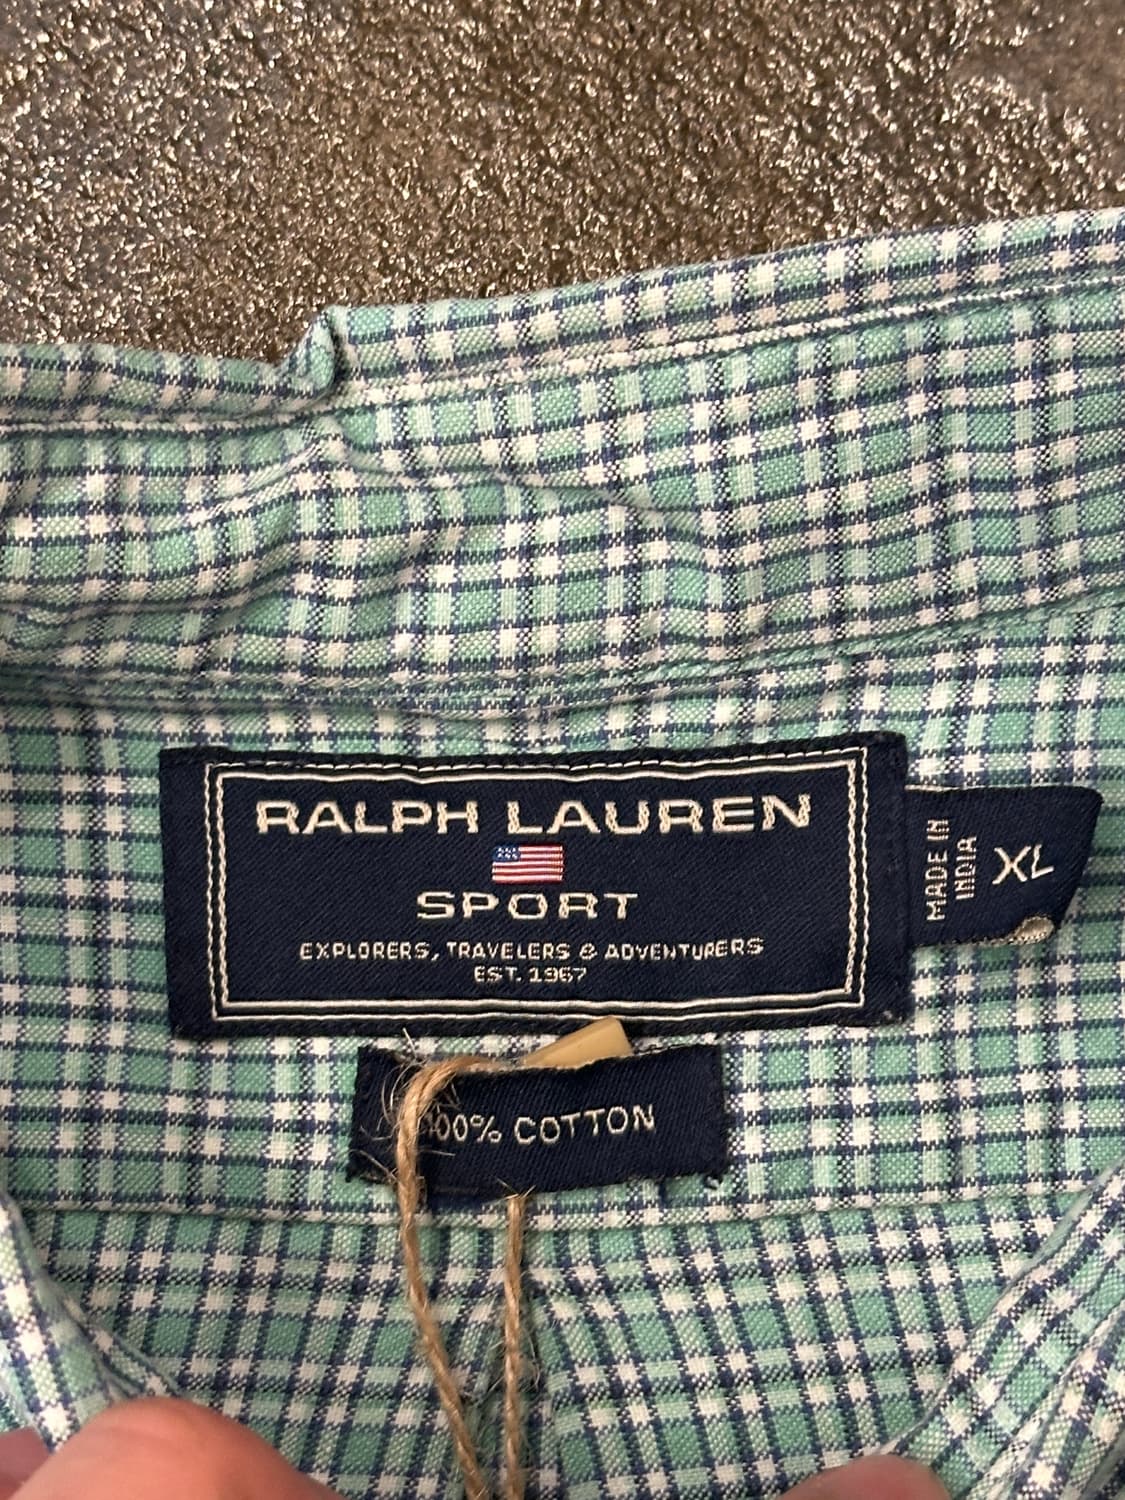 RALPH LAUREN
SPORT
EXPLORERS, TRAVELERS & ADVENTURERS
EST. 1967
MADE IN
INDIA
XL
100% COTTON